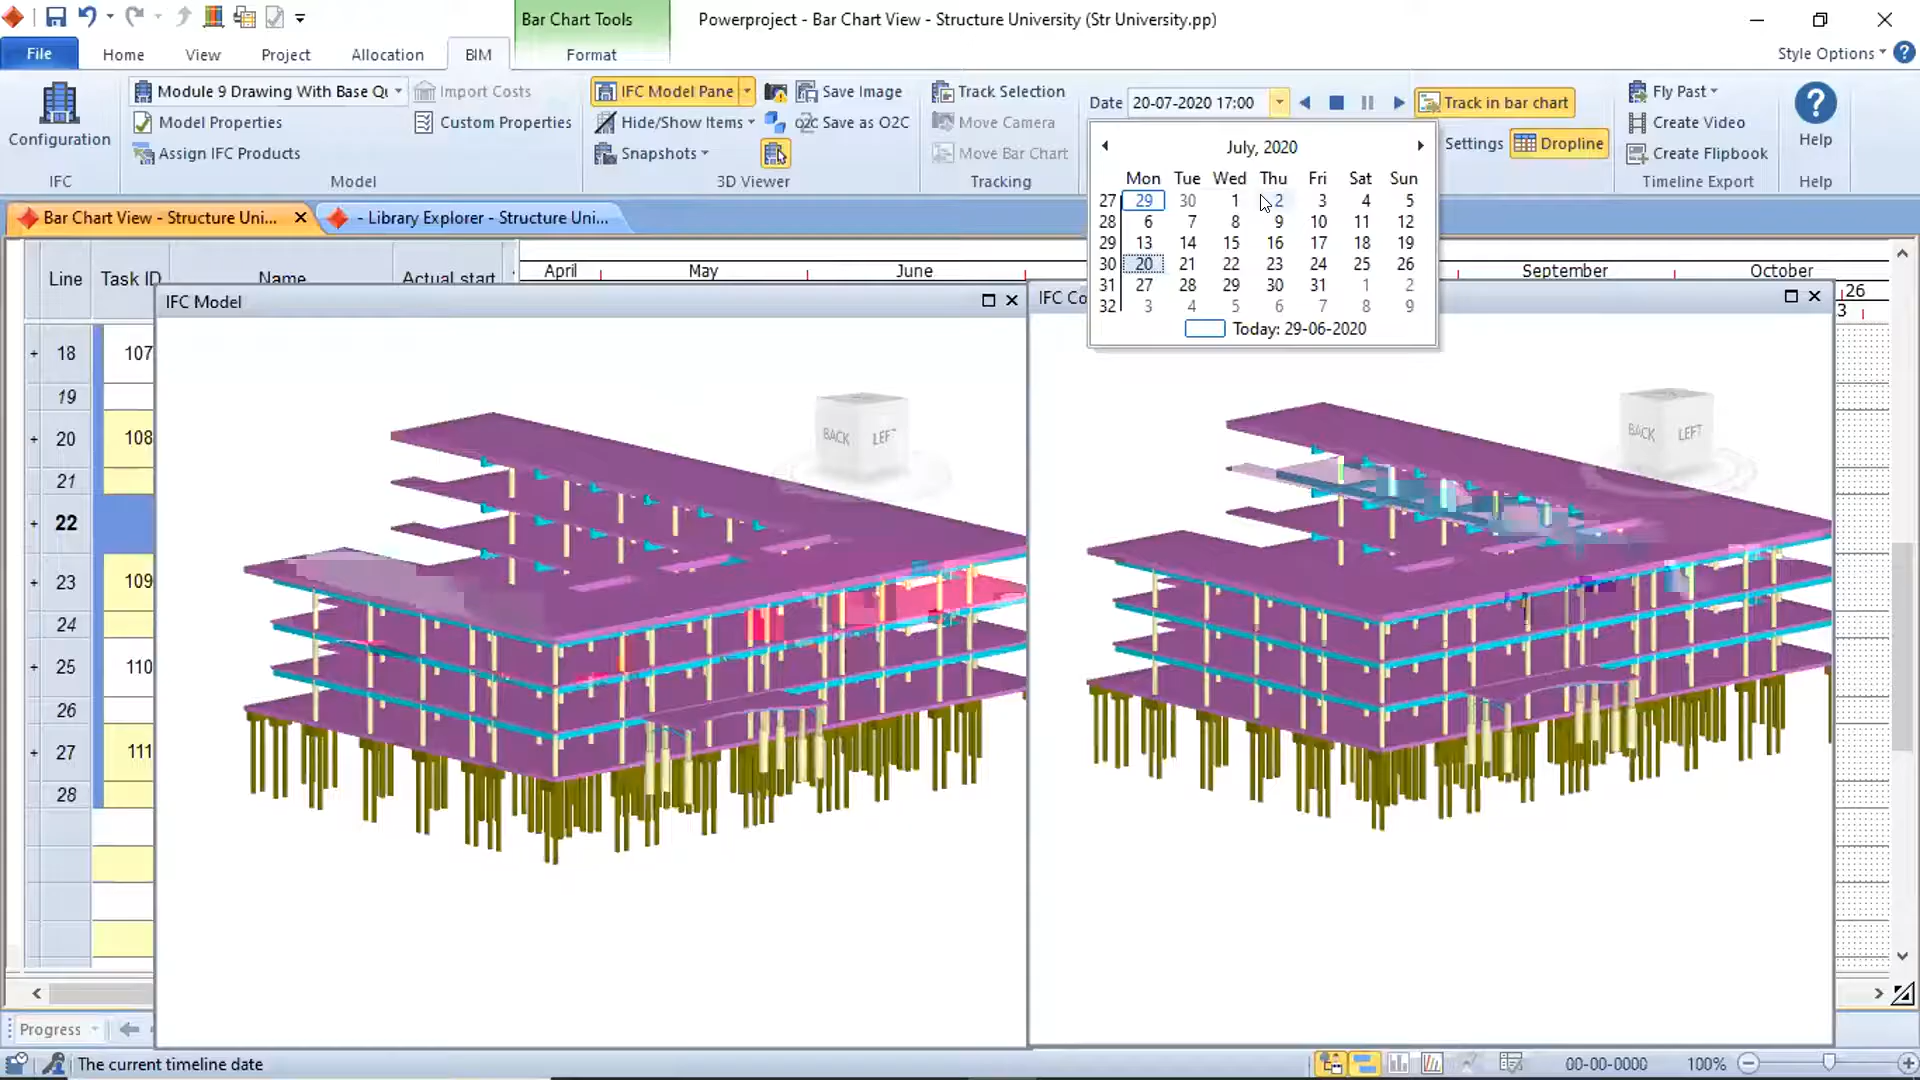 Bar Chart Tools
Powerproject - Bar Chart View - Structure University (Str University.pp)
File
Home
View
Project
Allocation
BIM
Format
Style Options
Configuration
IFC
Module 9 Drawing With Base Qu
Model Properties
Assign IFC Products
Import Costs
Custom Properties
Model
IFC Model Pane
Hide/Show Items
Snapshots
Save Image
O2C Save as O2C
3D Viewer
Track Selection
Move Camera
Move Bar Chart
Tracking
Date 20-07-2020 17:00
Track in bar chart
Settings
Dropline
Fly Past
Create Video
Create Flipbook
Timeline Export
Help
Help
Bar Chart View - Structure Uni...
- Library Explorer - Structure Uni...
July, 2020
Mon Tue Wed Thu Fri Sat Sun
27 29 30 1 2 3 4 5
28 6 7 8 9 10 11 12
29 13 14 15 16 17 18 19
30 20 21 22 23 24 25 26
31 27 28 29 30 31 1 2
32 3 4 5 6 7 8 9
Today: 29-06-2020
Line
Task ID
Name
Actual start
April
May
June
September
October
26
3
IFC Model
IFC Co
18 107
19
20 108
21
22
23 109
24
25 110
26
27 111
28
BACK
LEFT
BACK
LEFT
Progress
The current timeline date
00-00-0000
100%